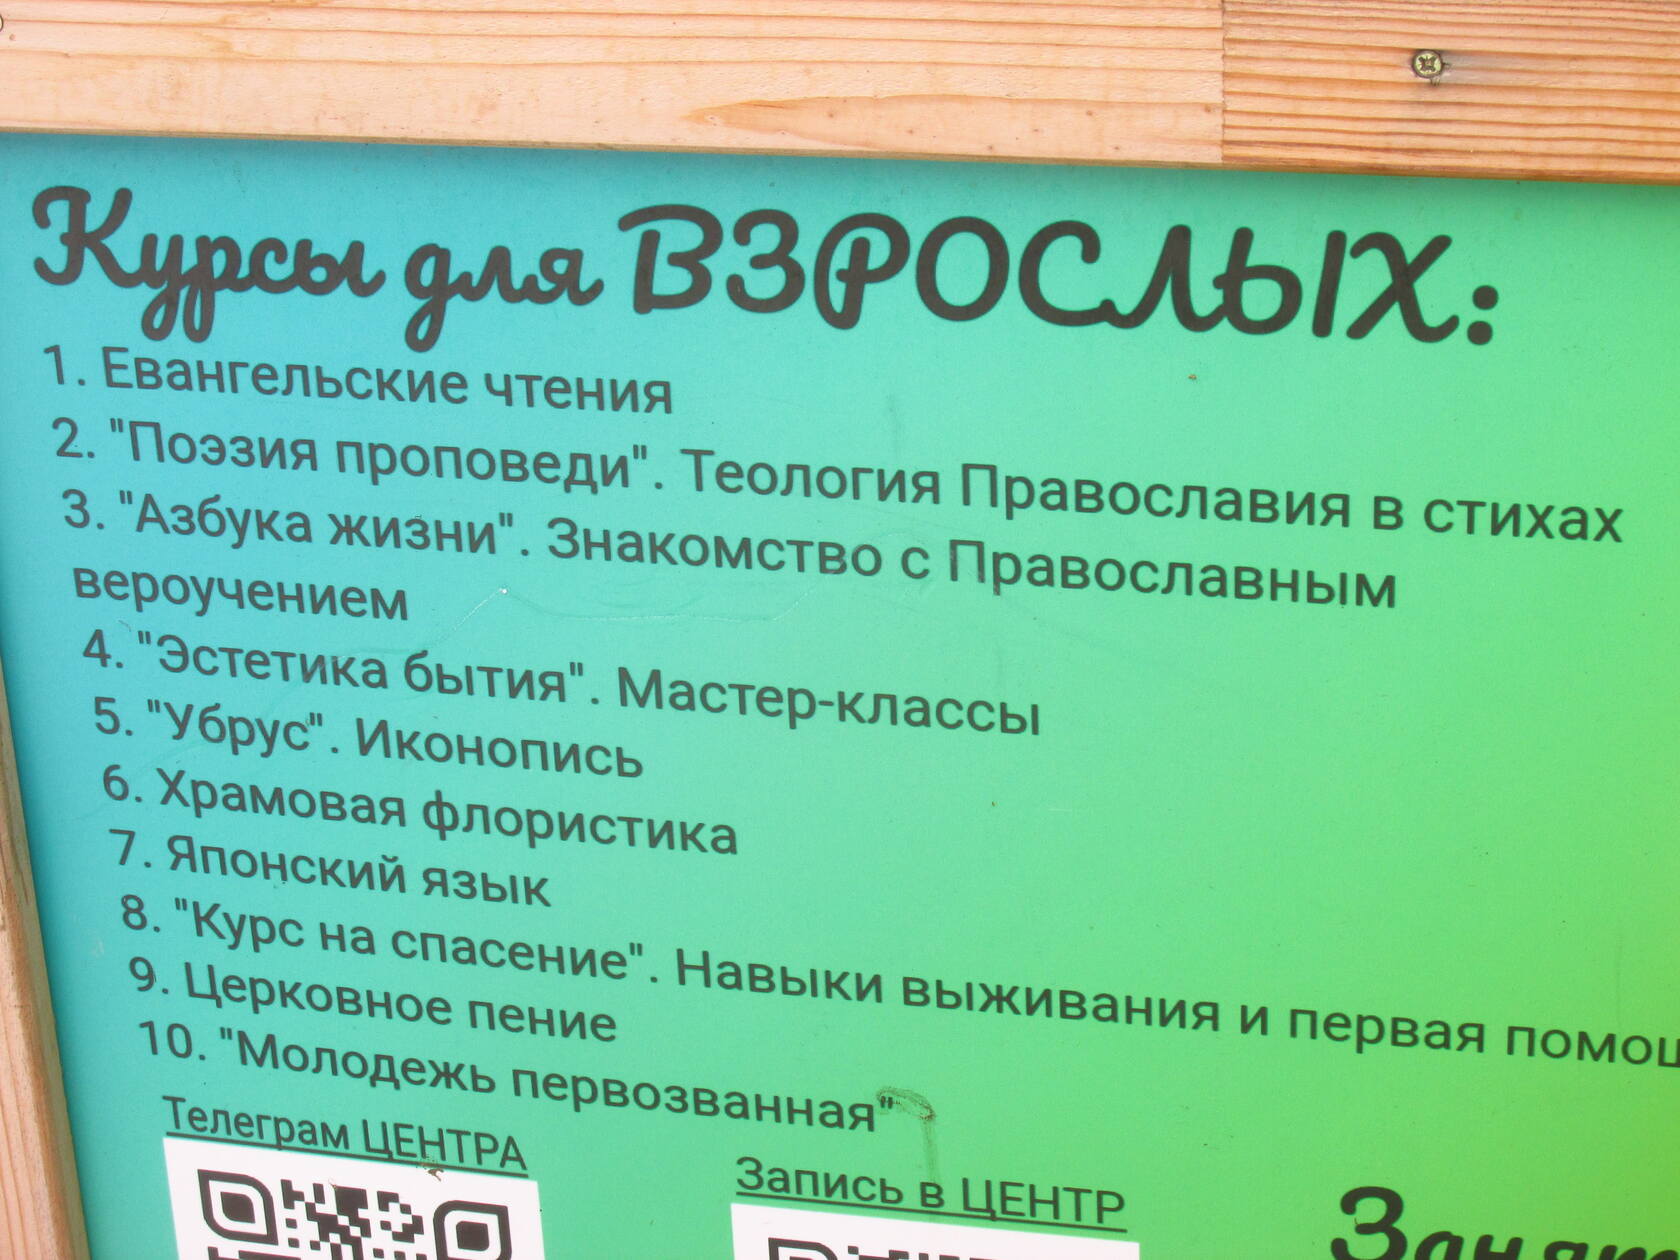 Курсы для ВЗРОСЛЫХ:
1. Евангельские чтения
2. "Поэзия проповеди". Теология Православия в стихах
3. "Азбука жизни". Знакомство с Православным
вероучением
4. "Эстетика бытия". Мастер-классы
5. "Убрус". Иконопись
6. Храмовая флористика
7. Японский язык
8. "Курс на спасение". Навыки выживания и первая
9. Церковное пение
10. "Молодежь первозванная"
Телеграм ЦЕНТРА
Запись в ЦЕНТР